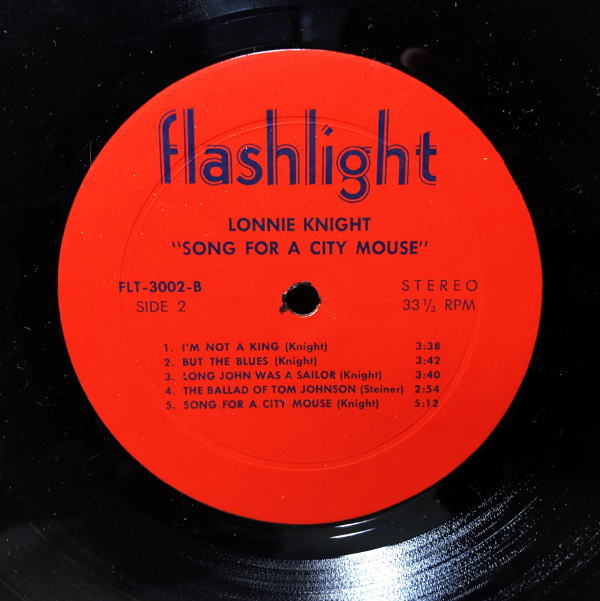 flashlight
LONNIE KNIGHT
"SONG FOR A CITY MOUSE"
FLT-3002-B STEREO
SIDE 2 33 1/3 RPM
1. I'M NOT A KING (Knight) 3:38
2. BUT THE BLUES (Knight) 3:42
3. LONG JOHN WAS A SAILOR (Knight) 3:40
4. THE BALLAD OF TOM JOHNSON (Steiner) 2:54
5. SONG FOR A CITY MOUSE (Knight) 5:12